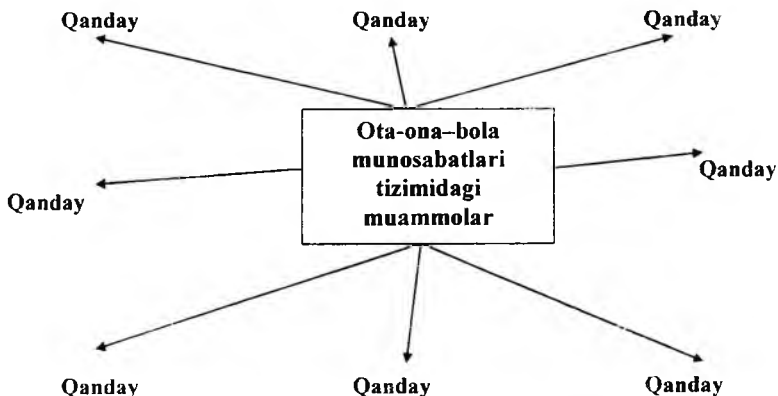 Qanday
Qanday
Qanday
Ota-ona–bola
munosabatlari
tizimidagi
muammolar
Qanday
Qanday
Qanday
Qanday
Qanday